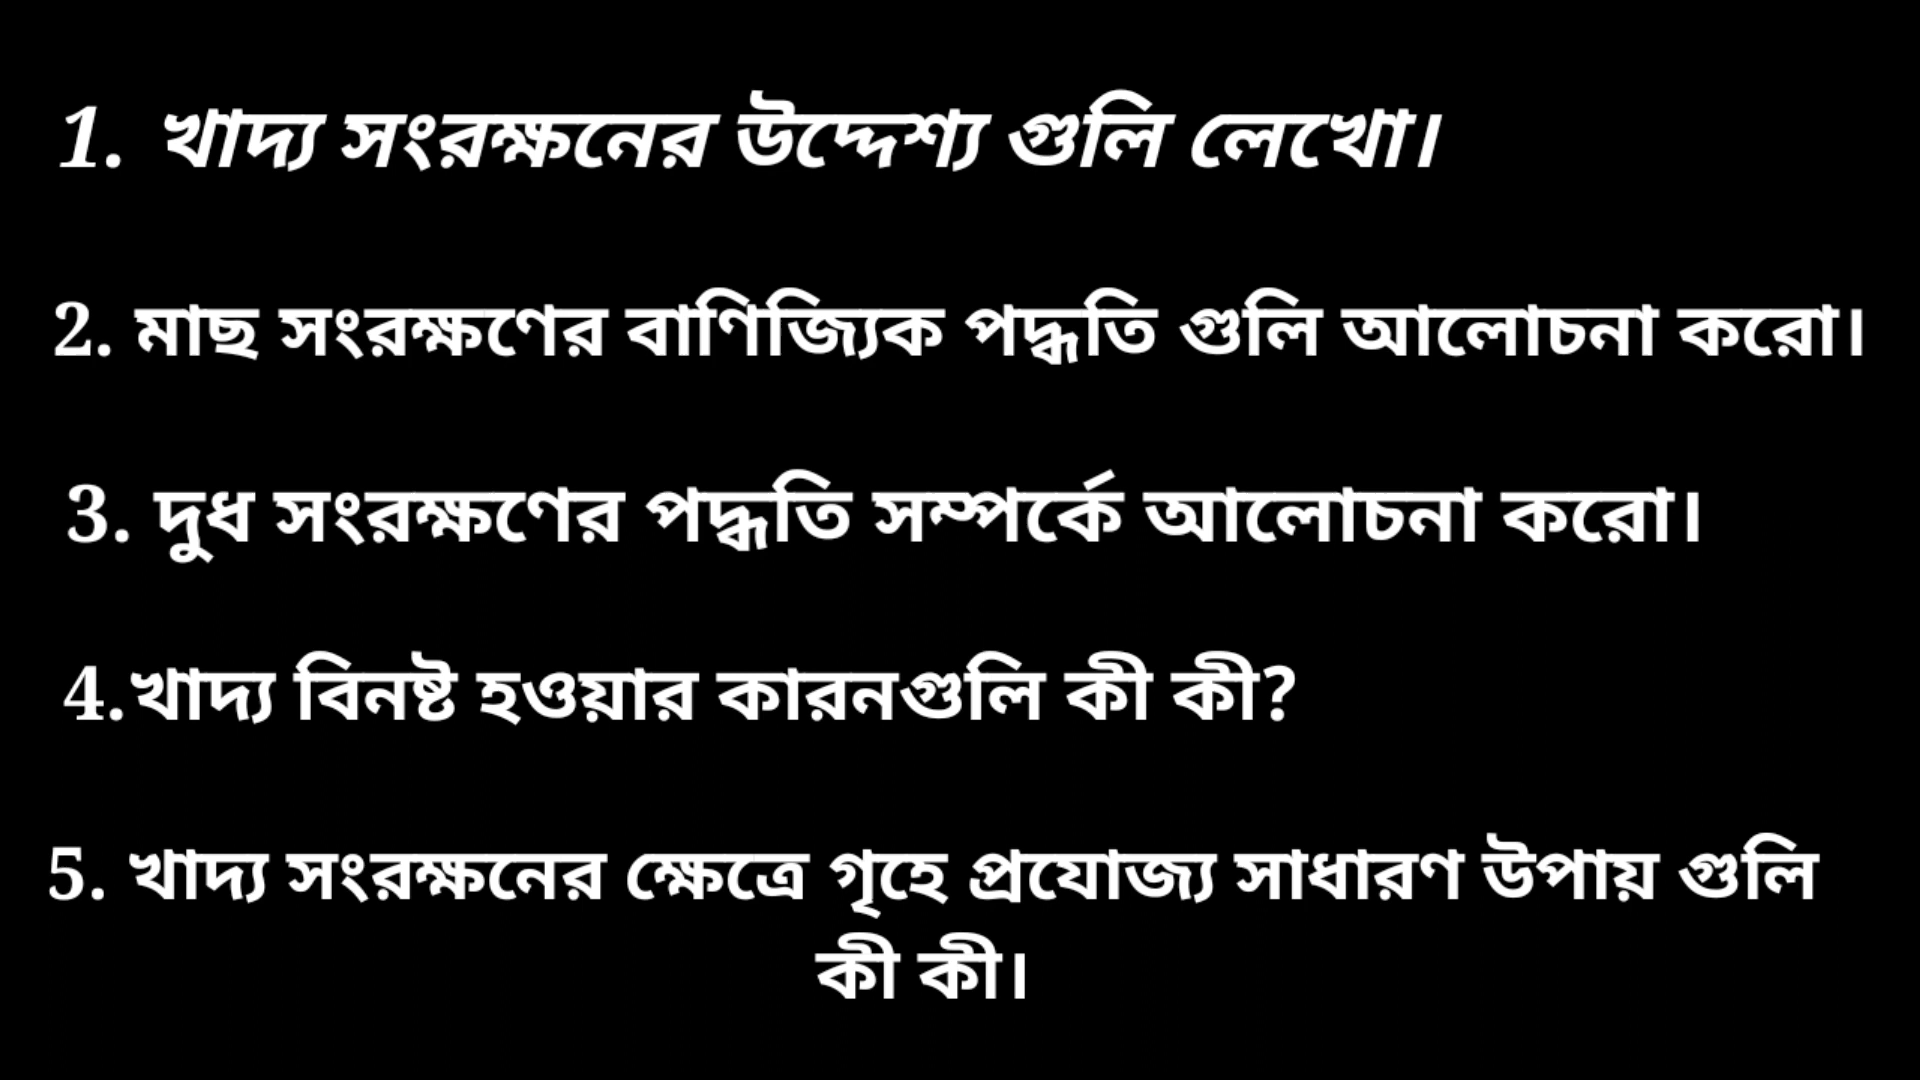 1. খাদ্য সংরক্ষনের উদ্দেশ্য গুলি লেখো।
2. মাছ সংরক্ষণের বাণিজ্যিক পদ্ধতি গুলি আলোচনা করো।
3. দুধ সংরক্ষণের পদ্ধতি সম্পর্কে আলোচনা করো।
4.খাদ্য বিনষ্ট হওয়ার কারনগুলি কী কী?
5. খাদ্য সংরক্ষনের ক্ষেত্রে গৃহে প্রযোজ্য সাধারণ উপায় গুলি
কী কী।